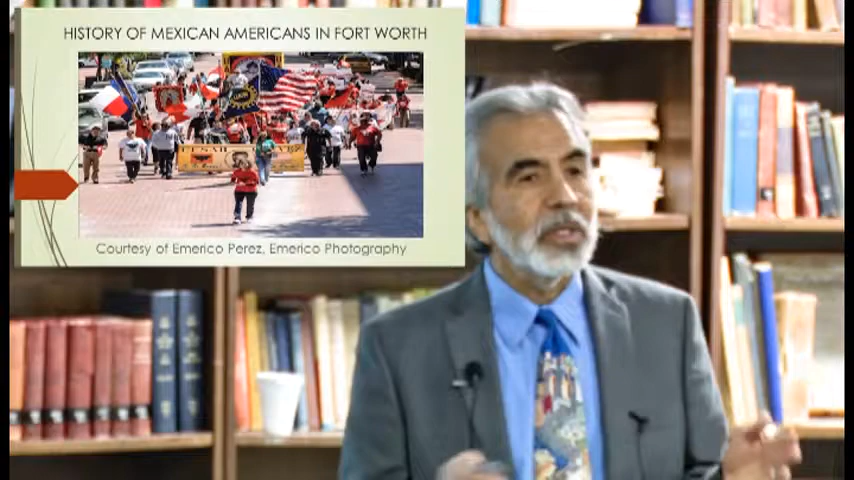 HISTORY OF MEXICAN AMERICANS IN FORT WORTH
Courtesy of Emerico Perez, Emerico Photography